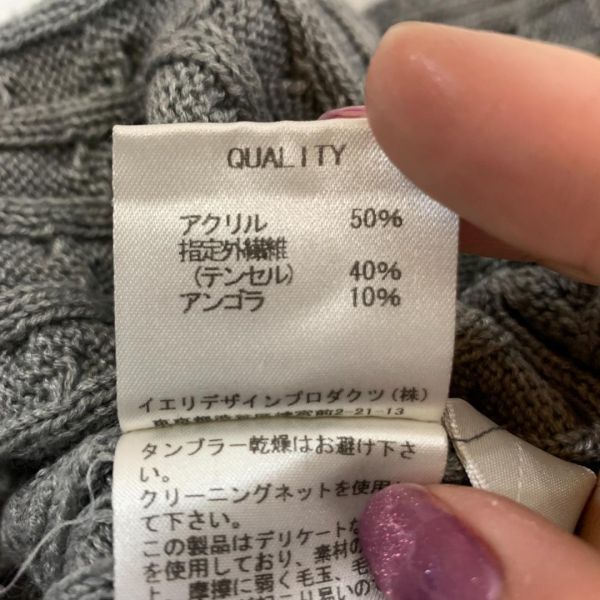 QUALITY
アクリル 50%
指定外繊維
(テンセル) 40%
アンゴラ 10%
イエリデザインプロダクツ(株)
2-21-13
タンブラー乾燥はお避け下さ
い。
クリーニングネットを使用し
て下さい。
この製品はデリケートな
を使用しており、素材の
上、摩擦に弱く毛玉、毛